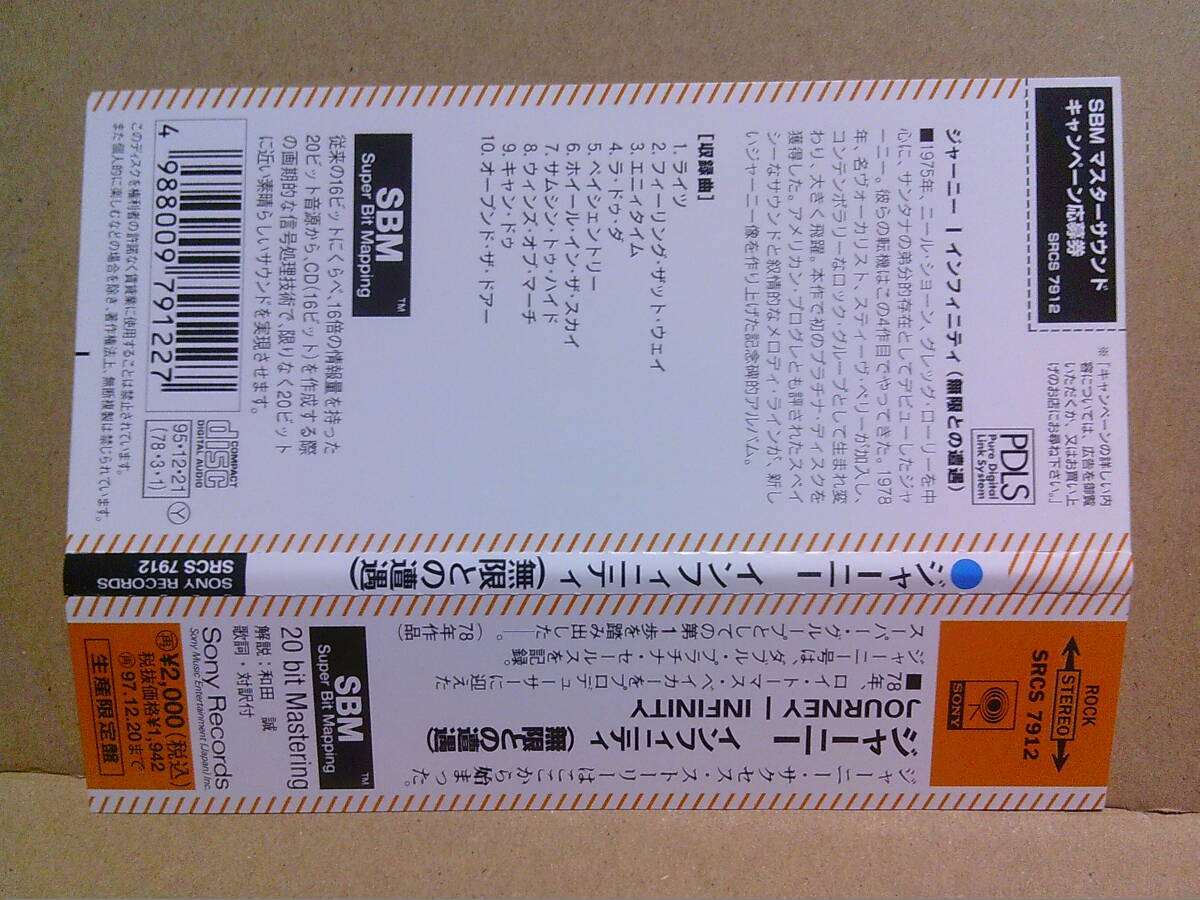 SBM マスターサウンド
キャンペーン応募券
SRCS 7912
※「キャンペーンの詳しい内
容については、広告を御覧
いただくか、又はお買い上
げのお店にお尋ね下さい。」
PDLS
Pure Digital
Link System
ジャーニー ー インフィニティ（無限との遭遇）
■1975年、ニール・ショーン、グレッグ・ローリーを中
心に、サンタナの弟分的存在としてデビューしたジャ
ーニー。彼らの転機はこの4作目でやってきた。1978
年、名ヴォーカリスト、スティーヴ・ペリーが加入し、
コンテンポラリーなロック・グループとして生まれ変
わり、大きく飛躍。本作で初のプラチナ・ディスクを
獲得した。アメリカン・プログレとも評されたスペイ
シーなサウンドと叙情的なメロディ・ラインが、新し
いジャーニー像を作り上げた記念碑的アルバム。
[収録曲]
1. ライツ
2. フィーリング・ザット・ウェイ
3. エニィタイム
4. ラ・ドゥ・ダ
5. ペイシェントリー
6. ホイール・イン・ザ・スカイ
7. サムシン・トゥ・ハイド
8. ウィンズ・オブ・マーチ
9. キャン・ドゥ
10. オープンド・ザ・ドアー
SBM
Super Bit Mapping
TM
従来の16ビットにくらべ、16倍の情報量を持った
20ビット音源から、CD(16ビット)を作成する際
の画期的な信号処理技術で、限りなく20ビット
に近い素晴らしいサウンドを実現させます。
4 988009 791227
COMPACT
disc
DIGITAL AUDIO
95・12・21
(78・3・1)
Y
このディスクを権利者の許諾なく賃貸業に使用することは禁止されています。
また個人的に楽しむなどの場合を除き、著作権法上、無断複製は禁じられています。
ジャーニー インフィニティ（無限との遭遇）
SONY RECORDS
SRCS 7912
ROCK
STEREO
SRCS 7912
SONY
ジャーニー・サクセス・ストーリーはここから始まった。
ジャーニー インフィニティ（無限との遭遇）
JOURNEY | INFINITY
■'78年、ロイ・トーマス・ベイカーをプロデューサーに迎えた
ジャーニー号は、ダブル・プラチナ・セールスを記録。
スーパー・グループとしての第1歩を踏み出した―。（'78年作品）
SBM
Super Bit Mapping
TM
20 bit Mastering
解説：和田 誠
歌詞・対訳付
Sony Records
Sony Music Entertainment (Japan) Inc.
再¥2,000(税込)
税抜価格¥1,942
再97.12.20まで
生産限定盤